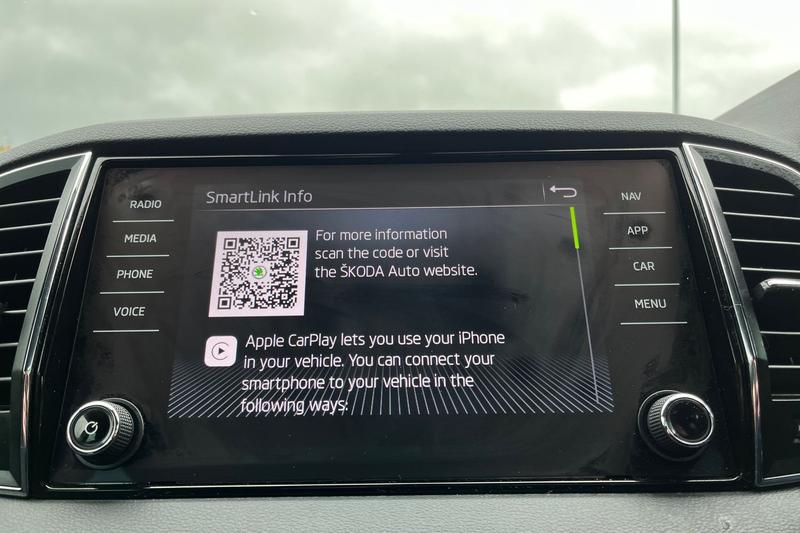 SmartLink Info
RADIO
MEDIA
PHONE
VOICE
NAV
APP
CAR
MENU
For more information
scan the code or visit
the ŠKODA Auto website.
Apple CarPlay lets you use your iPhone
in your vehicle. You can connect your
smartphone to your vehicle in the
following ways: